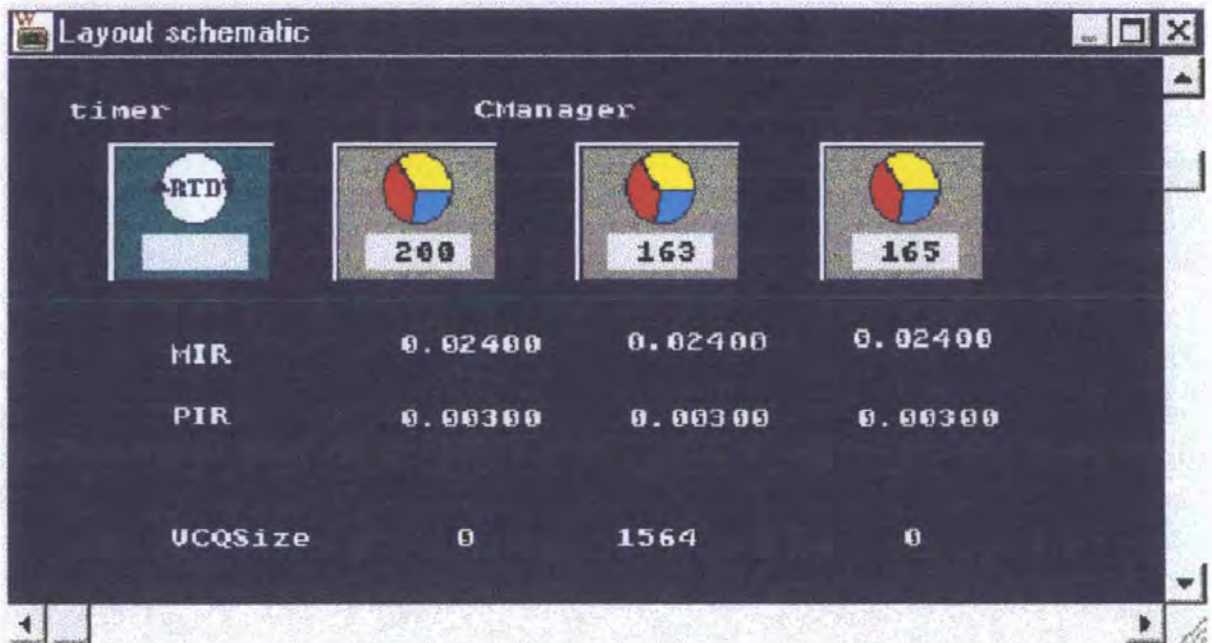 Layout schematic
timer CManager
RTD
200 163 165
MIR 0.02400 0.02400 0.02400
PIR 0.00300 0.00300 0.00300
VCQSize 0 1564 0